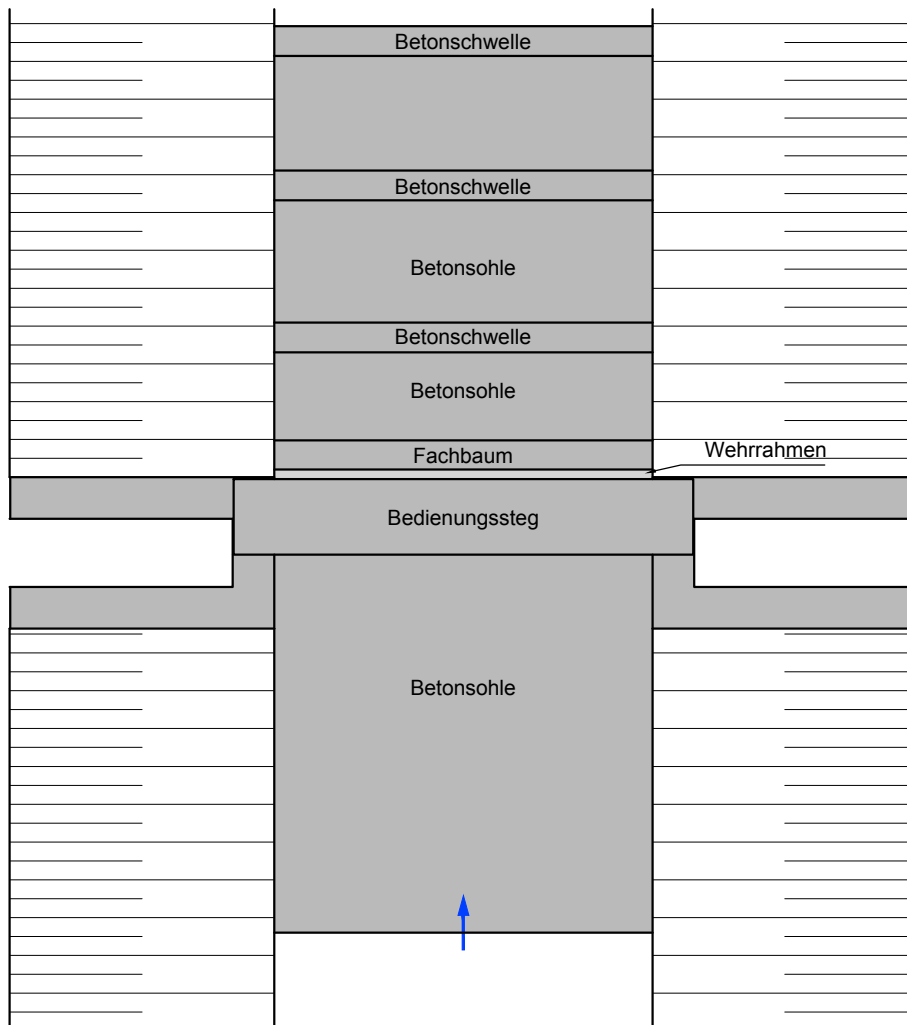 Betonschwelle
Betonschwelle
Betonsohle
Betonschwelle
Betonsohle
Wehrrahmen
Fachbaum
Bedienungssteg
Betonsohle